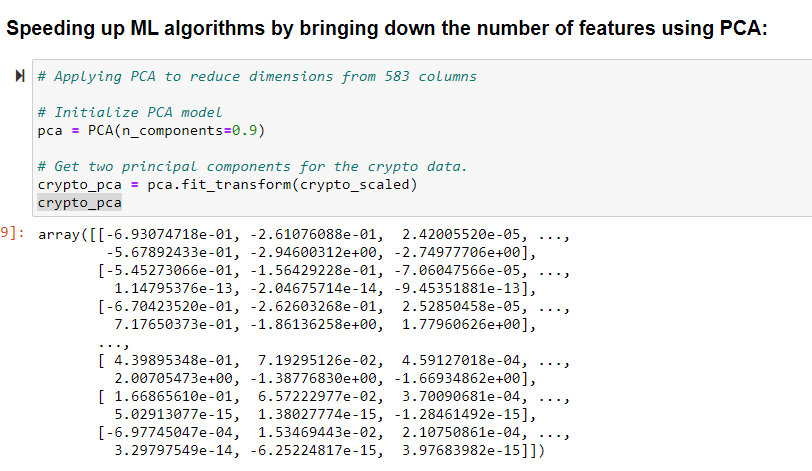 Speeding up ML algorithms by bringing down the number of features using PCA:
# Applying PCA to reduce dimensions from 583 columns
# Initialize PCA model
pca = PCA(n_components=0.9)
# Get two principal components for the crypto data.
crypto_pca = pca.fit_transform(crypto_scaled)
crypto_pca
9]: array([[-6.93074718e-01, -2.61076088e-01,  2.42005520e-05, ...,
        -5.67892433e-01, -2.94600312e+00, -2.74977706e+00],
       [-5.45273066e-01, -1.56429228e-01, -7.06047566e-05, ...,
         1.14795376e-13, -2.04675714e-14, -9.45351881e-13],
       [-6.70423520e-01, -2.62603268e-01,  2.52850458e-05, ...,
         7.17650373e-01, -1.86136258e+00,  1.77960626e+00],
       ...,
       [ 4.39895348e-01,  7.19295126e-02,  4.59127018e-04, ...,
         2.00705473e+00, -1.38776830e+00, -1.66934862e+00],
       [ 1.66865610e-01,  6.57222977e-02,  3.70090681e-04, ...,
         5.02913077e-15,  1.38027774e-15, -1.28461492e-15],
       [-6.97745047e-04,  1.53469443e-02,  2.10750861e-04, ...,
         3.29797549e-14, -6.25224817e-15,  3.97683982e-15]])